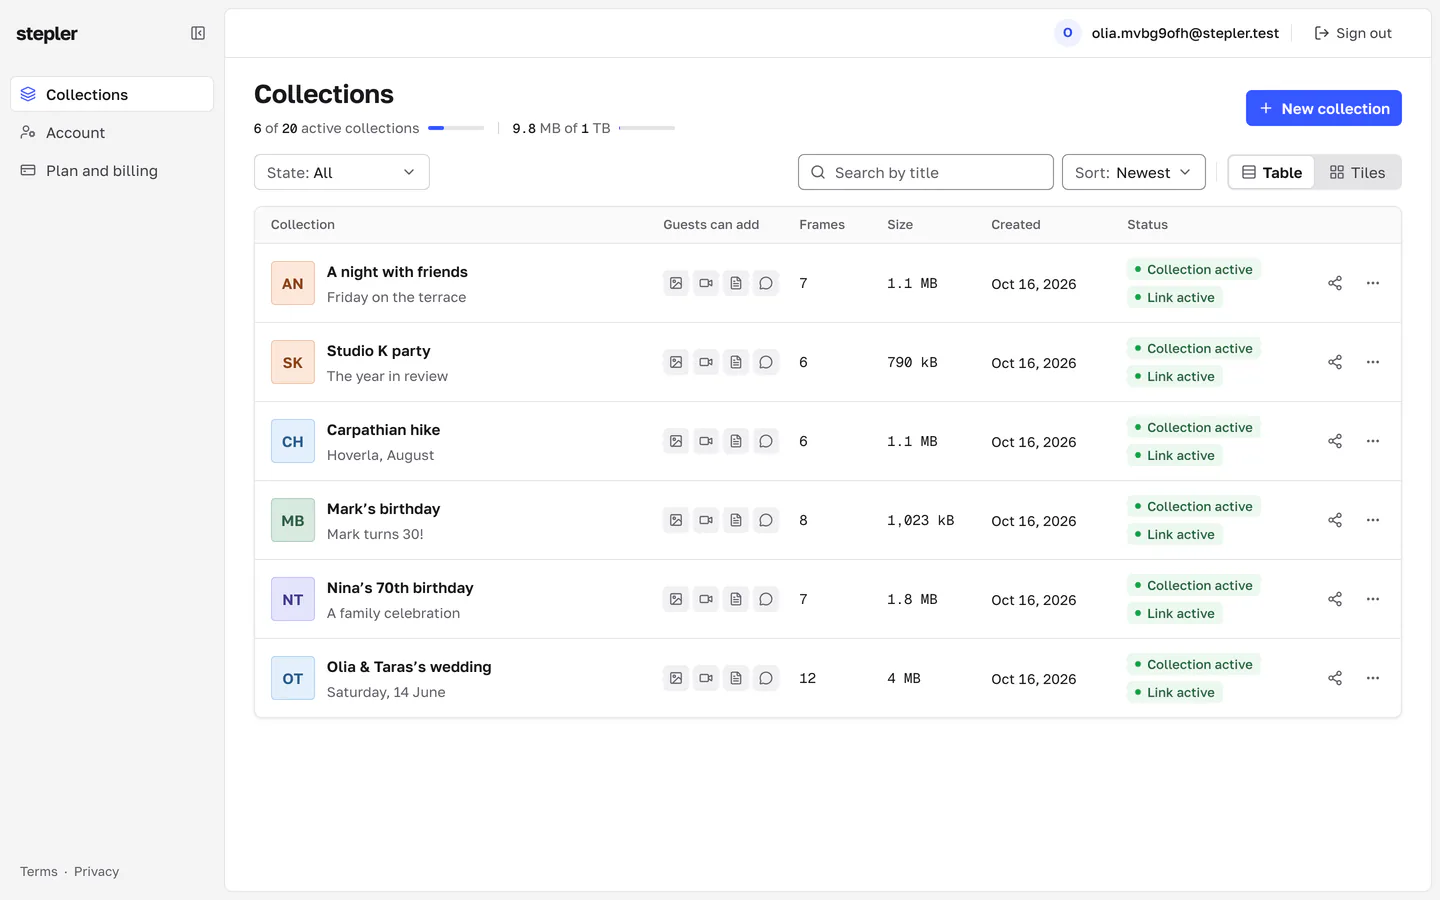 stepler
Collections
Account
Plan and billing
Terms · Privacy
O olia.mvbg9ofh@stepler.test Sign out
Collections
6 of 20 active collections 9.8 MB of 1 TB
New collection
State: All
Search by title
Sort: Newest
Table
Tiles
Collection Guests can add Frames Size Created Status
AN A night with friends
Friday on the terrace
7 1.1 MB Oct 16, 2026
Collection active
Link active
SK Studio K party
The year in review
6 790 kB Oct 16, 2026
Collection active
Link active
CH Carpathian hike
Hoverla, August
6 1.1 MB Oct 16, 2026
Collection active
Link active
MB Mark’s birthday
Mark turns 30!
8 1,023 kB Oct 16, 2026
Collection active
Link active
NT Nina’s 70th birthday
A family celebration
7 1.8 MB Oct 16, 2026
Collection active
Link active
OT Olia & Taras’s wedding
Saturday, 14 June
12 4 MB Oct 16, 2026
Collection active
Link active